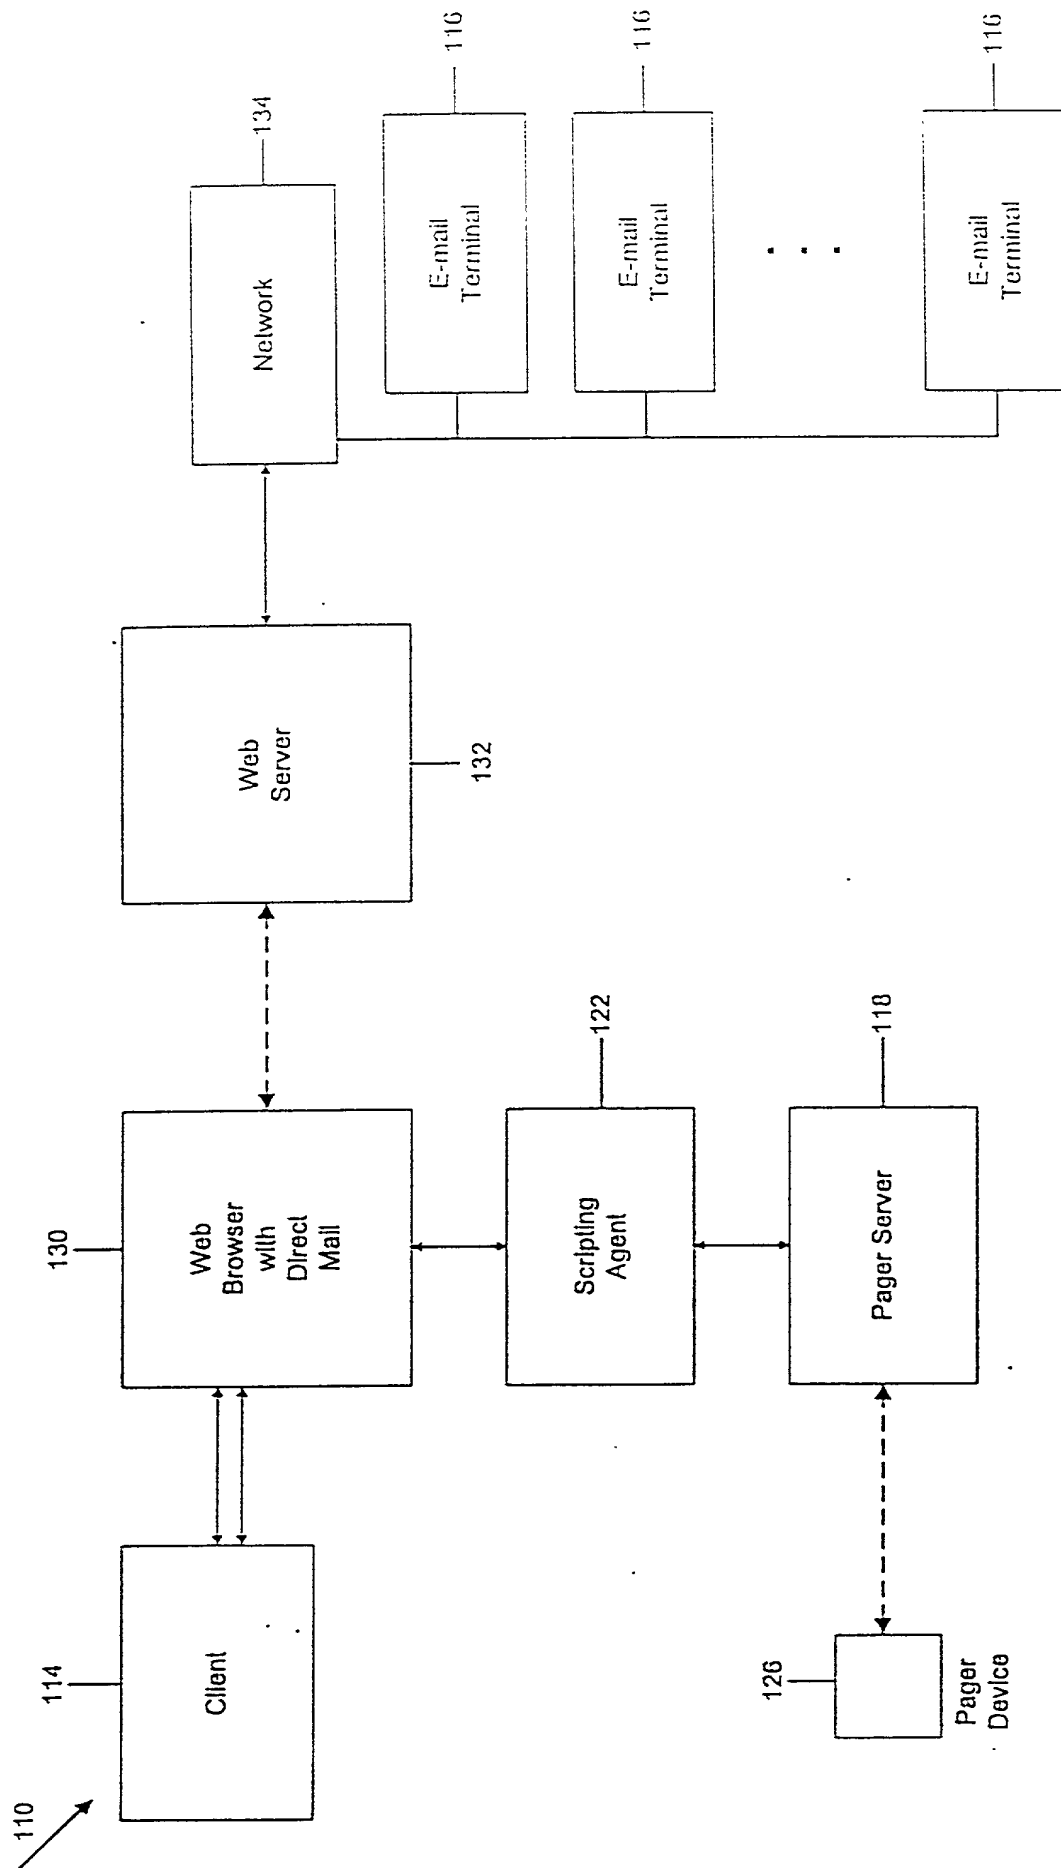 110
114
Client
130
Web
Browser
with
Direct
Mail
Web
Server
132
134
Network
116
E-mail
Terminal
116
E-mail
Terminal
. . .
116
E-mail
Terminal
122
Scripting
Agent
118
Pager Server
126
Pager
Device